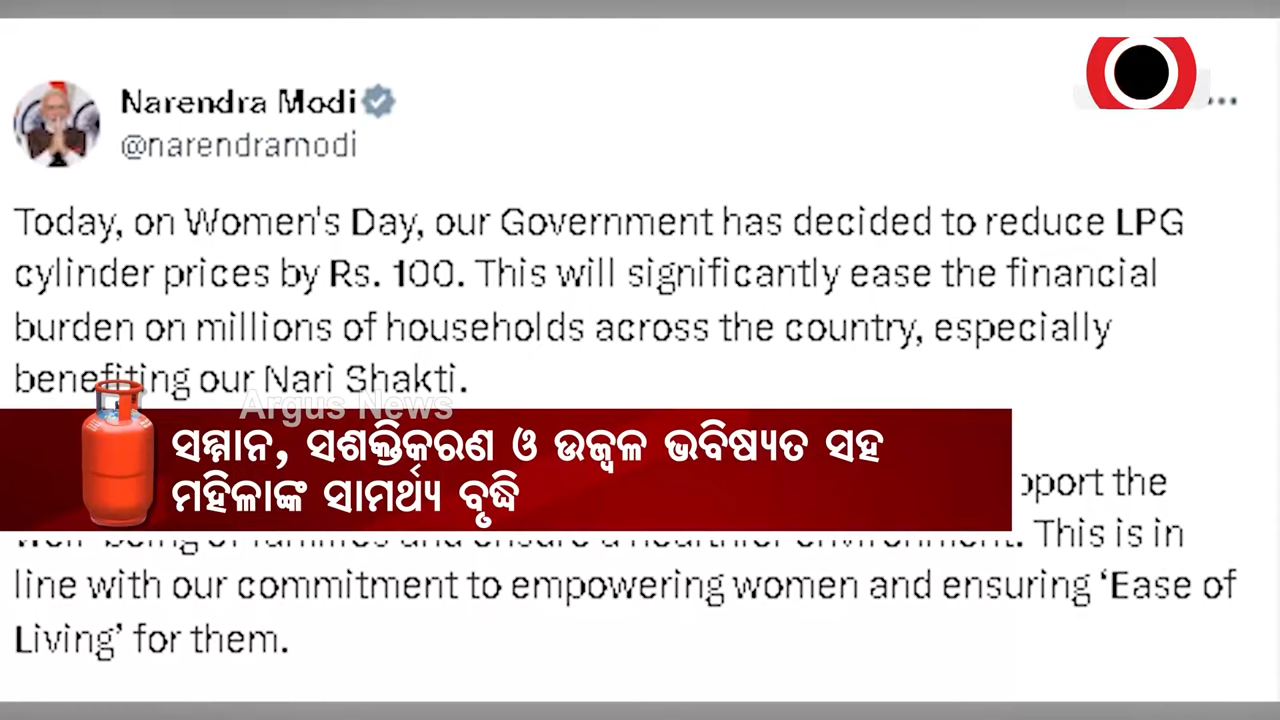 Narendra Modi
@narendramodi
Today, on Women's Day, our Government has decided to reduce LPG
cylinder prices by Rs. 100. This will significantly ease the financial
burden on millions of households across the country, especially
benefiting our Nari Shakti.
Argus News
ସମ୍ମାନ, ସଶକ୍ତିକରଣ ଓ ଉଜ୍ଜ୍ୱଳ ଭବିଷ୍ୟତ ସହ
ମହିଳାଙ୍କ ସାମର୍ଥ୍ୟ ବୃଦ୍ଧି
the
This is in
line with our commitment to empowering women and ensuring ‘Ease of
Living’ for them.